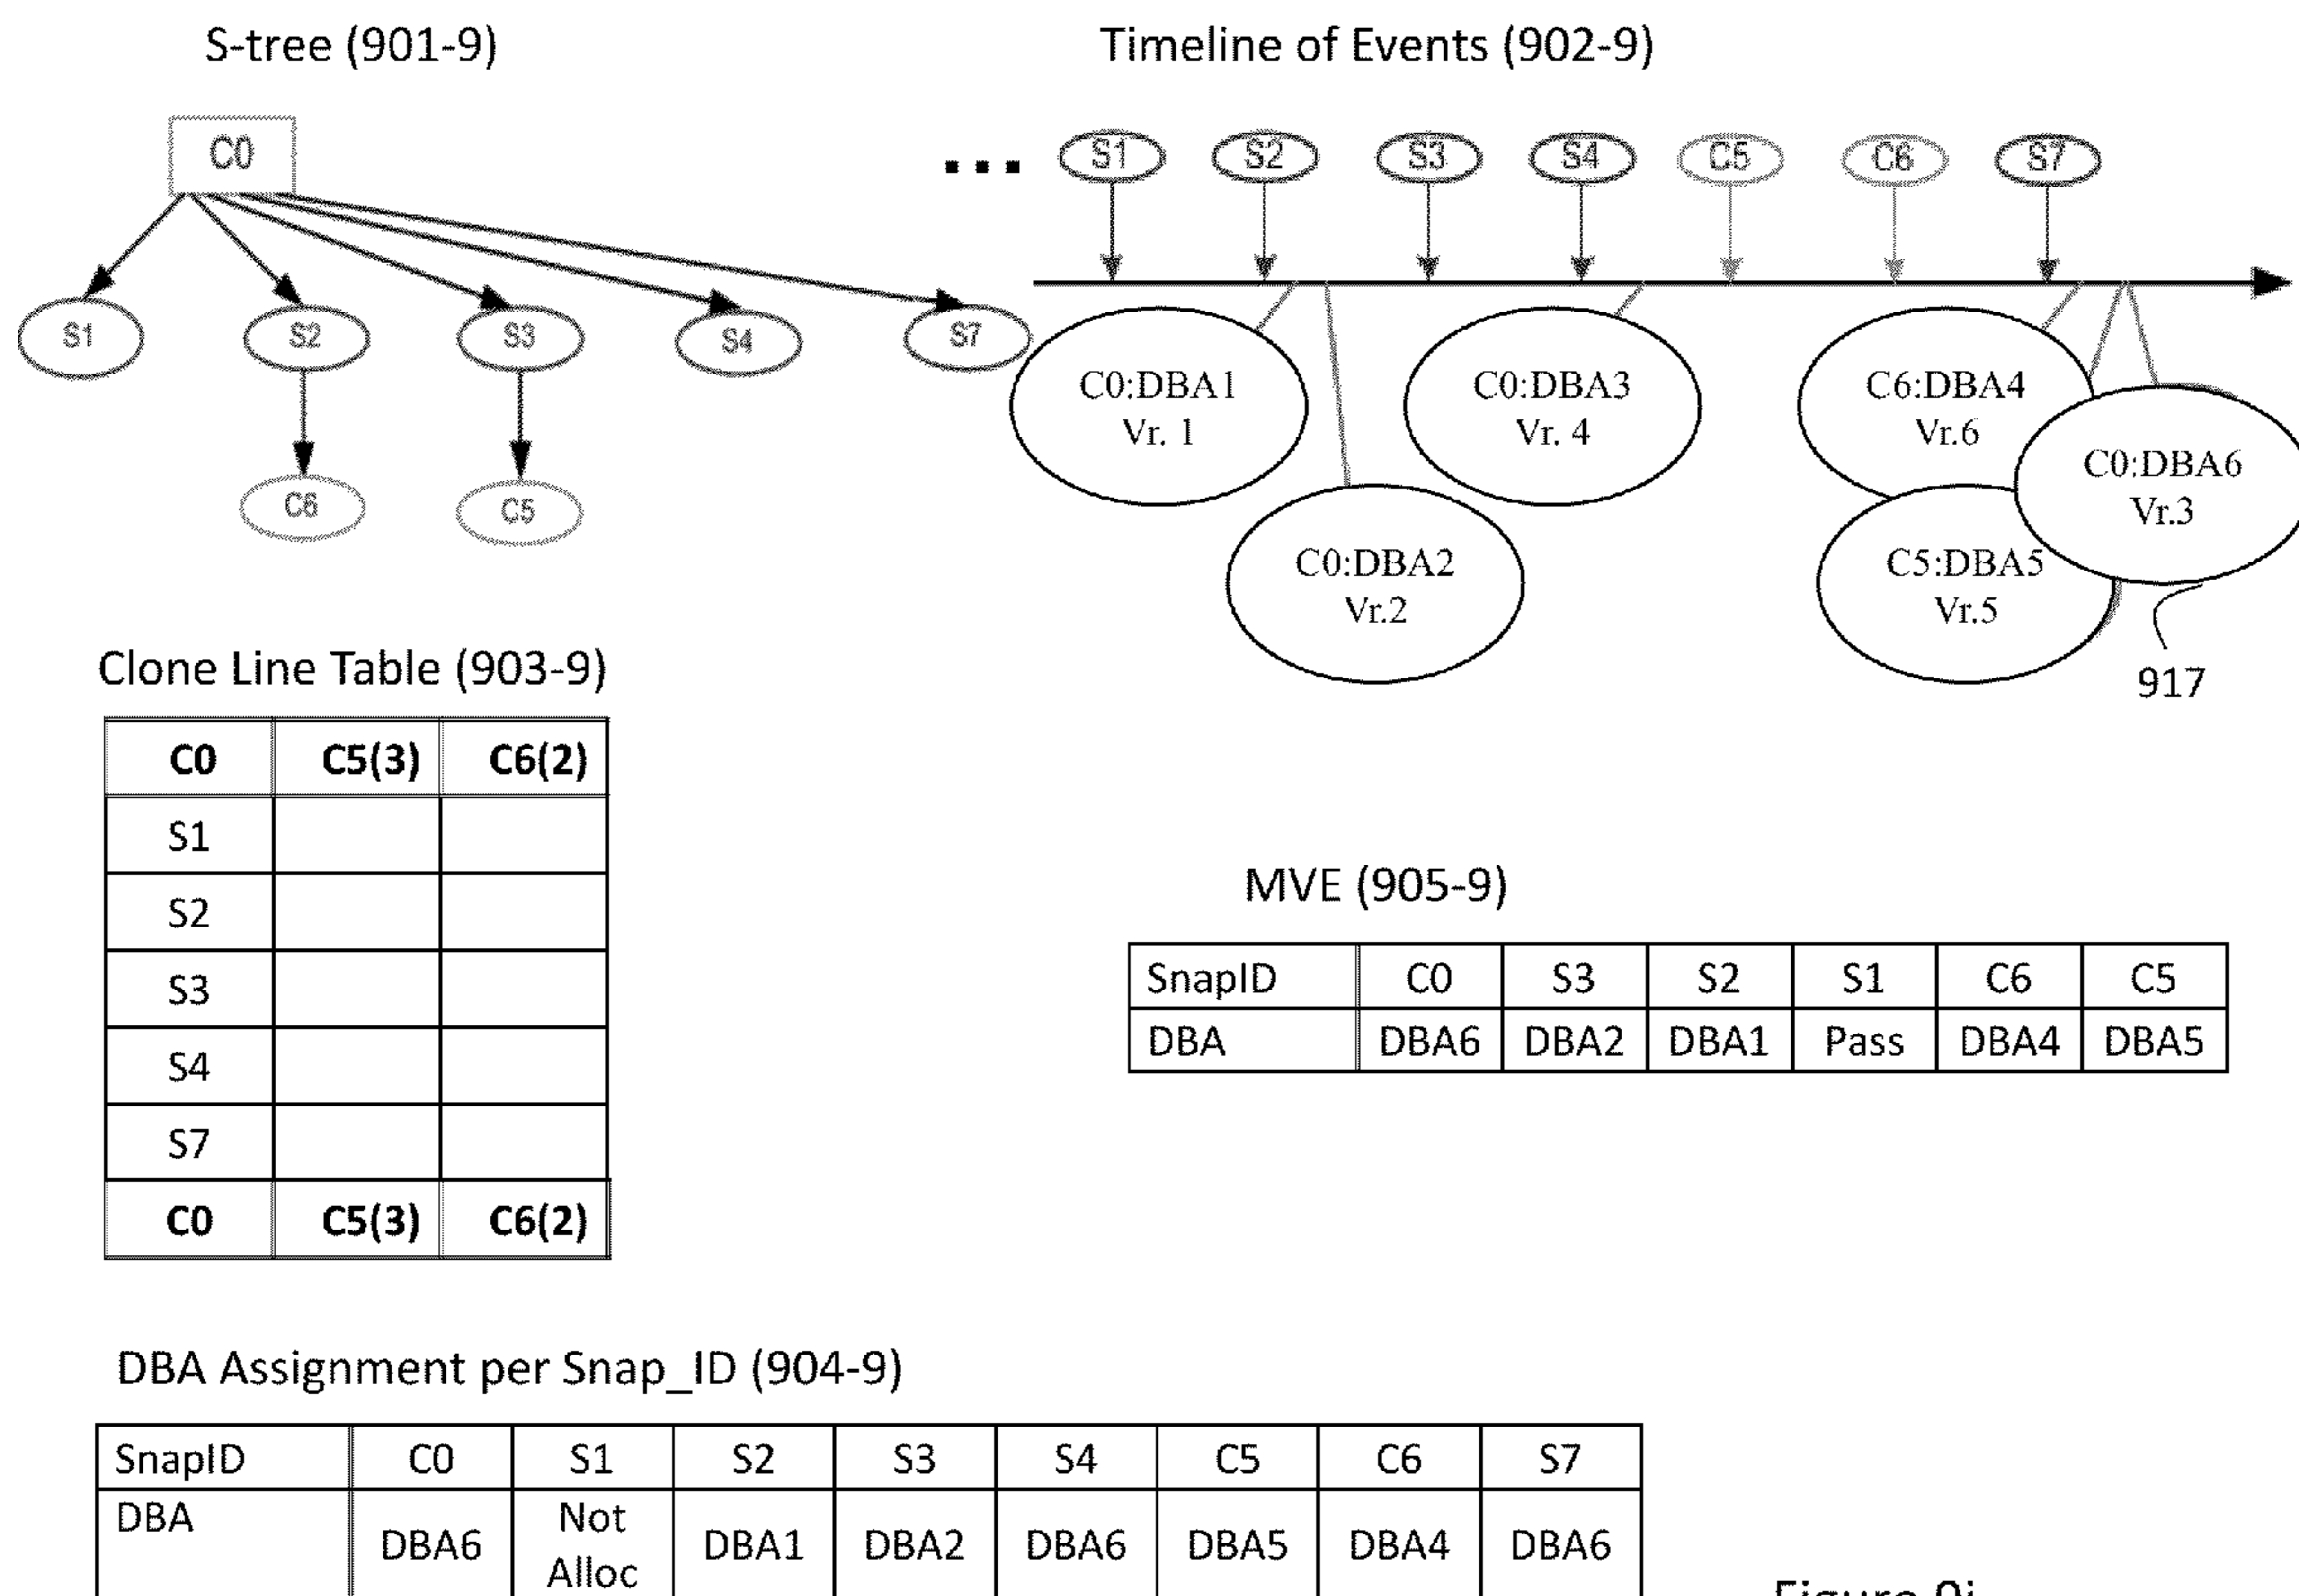 S-tree (901-9)
Timeline of Events (902-9)
C0
S1
S2
S3
S4
S7
C6
C5
... S1 S2 S3 S4 C5 C6 S7
C0:DBA1
Vr. 1
C0:DBA2
Vr.2
C0:DBA3
Vr. 4
C6:DBA4
Vr.6
C5:DBA5
Vr.5
C0:DBA6
Vr.3
917
Clone Line Table (903-9)
C0 C5(3) C6(2)
S1
S2
S3
S4
S7
C0 C5(3) C6(2)
MVE (905-9)
SnapID C0 S3 S2 S1 C6 C5
DBA DBA6 DBA2 DBA1 Pass DBA4 DBA5
DBA Assignment per Snap_ID (904-9)
SnapID C0 S1 S2 S3 S4 C5 C6 S7
DBA DBA6 Not Alloc DBA1 DBA2 DBA6 DBA5 DBA4 DBA6
Figure 9i